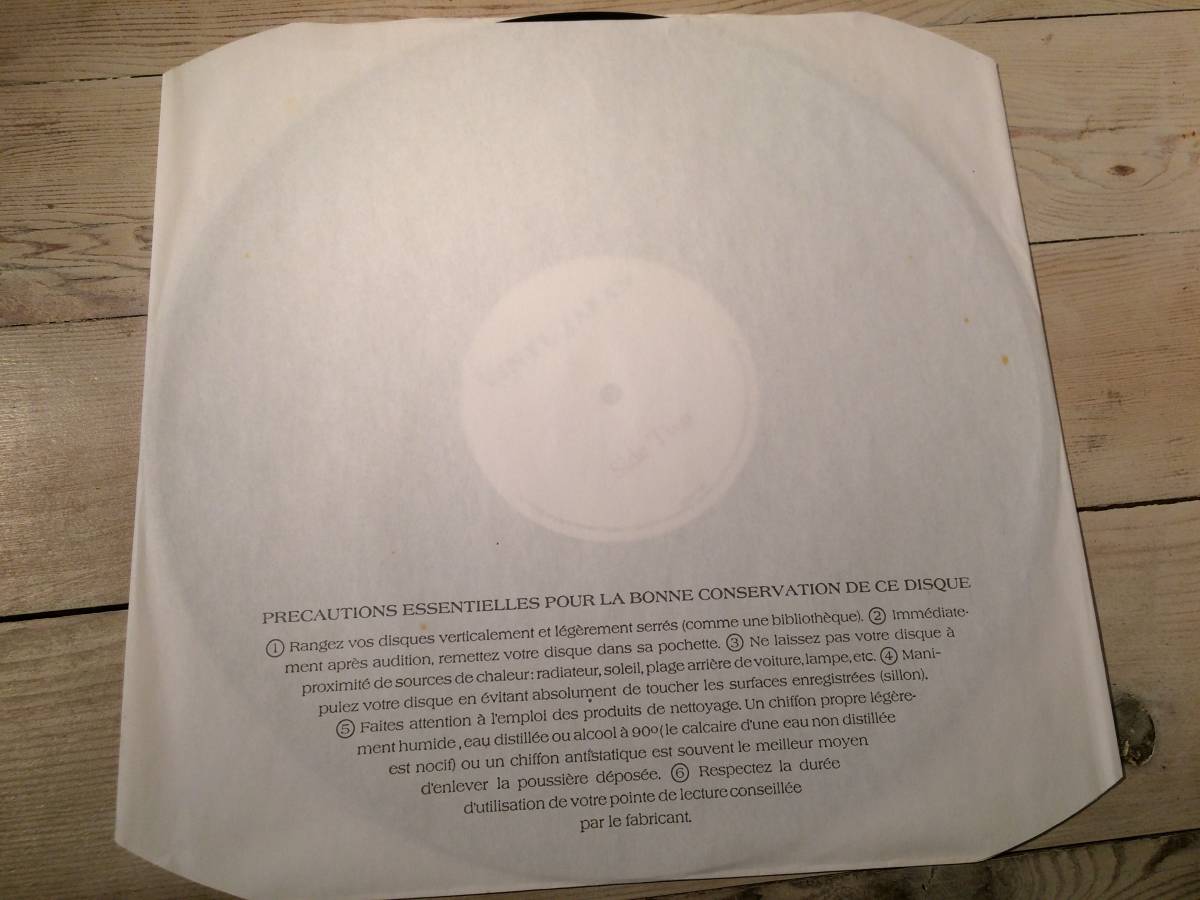 PRECAUTIONS ESSENTIELLES POUR LA BONNE CONSERVATION DE CE DISQUE
① Rangez vos disques verticalement et légèrement serrés (comme une bibliothèque). ② Immédiate-
ment après audition, remettez votre disque dans sa pochette. ③ Ne laissez pas votre disque à
proximité de sources de chaleur: radiateur, soleil, plage arrière de voiture, lampe, etc. ④ Mani-
pulez votre disque en évitant absolument de toucher les surfaces enregistrées (sillon).
⑤ Faites attention à l'emploi des produits de nettoyage. Un chiffon propre légère-
ment humide, eau distillée ou alcool à 90º (le calcaire d'une eau non distillée
est nocif) ou un chiffon antistatique est souvent le meilleur moyen
d'enlever la poussière déposée. ⑥ Respectez la durée
d'utilisation de votre pointe de lecture conseillée
par le fabricant.